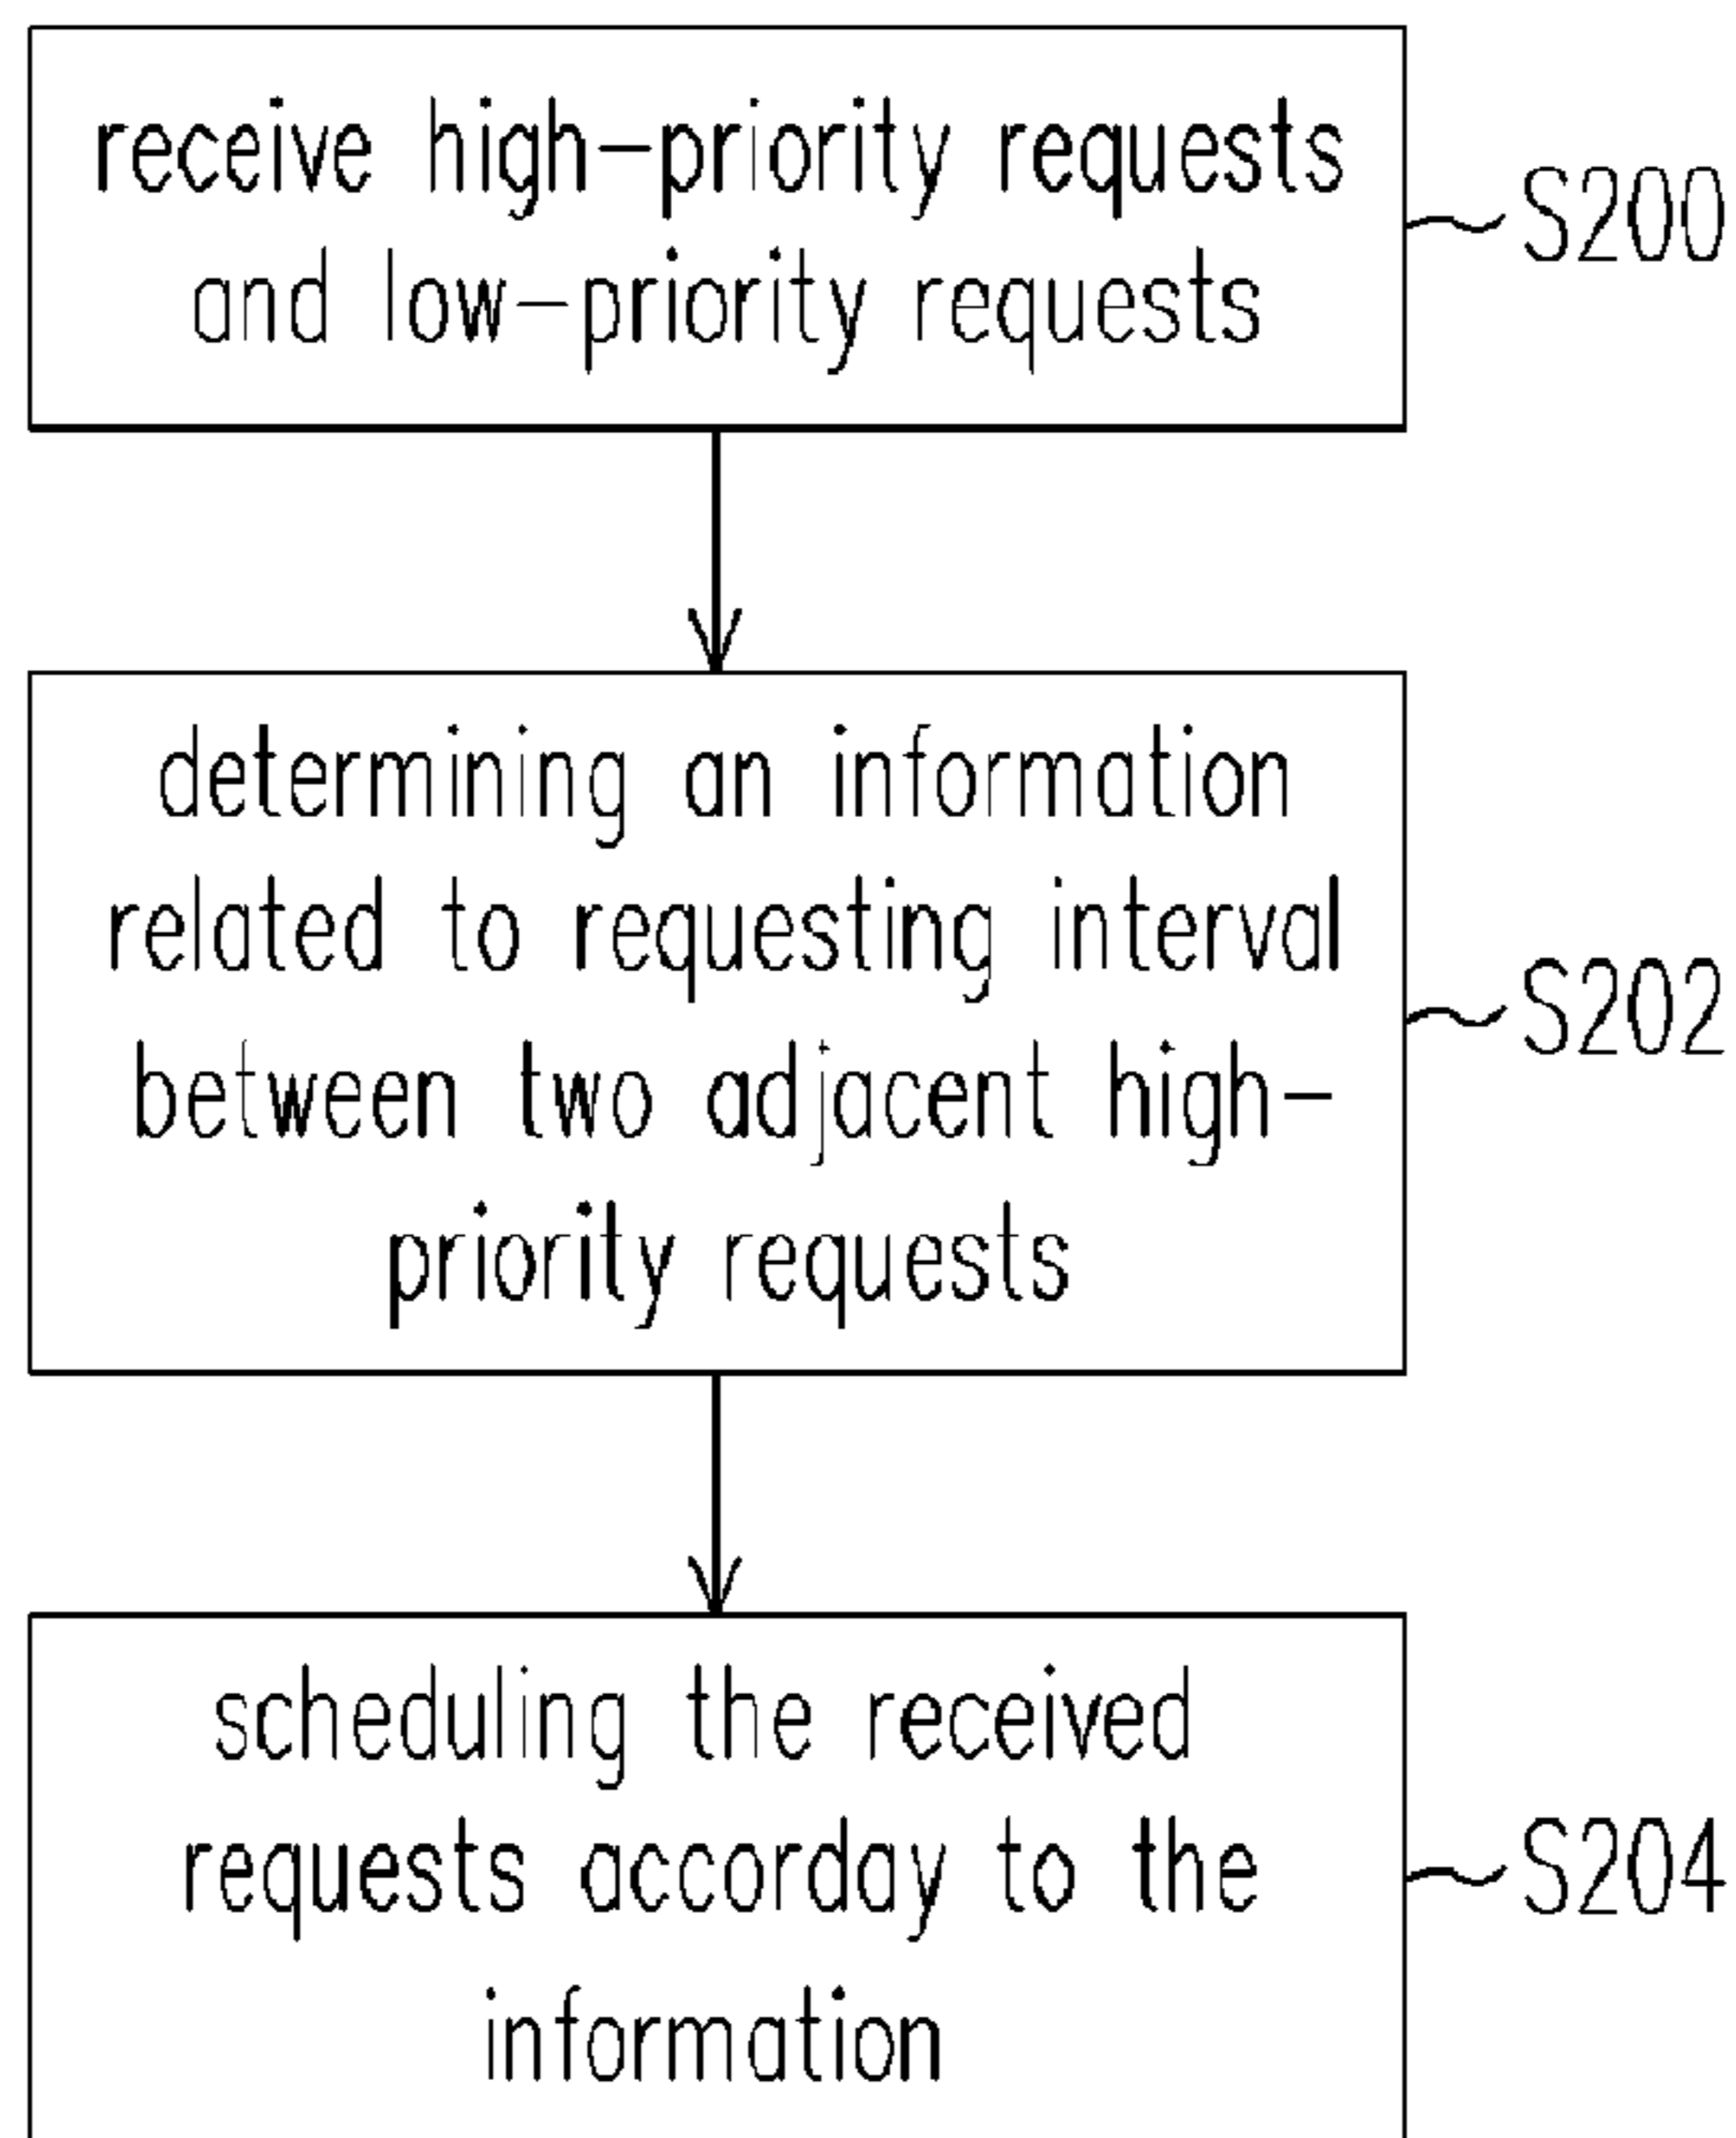 receive high-priority requests
and low-priority requests
S200
determining an information
related to requesting interval
between two adjacent high-
priority requests
S202
scheduling the received
requests accorday to the
information
S204